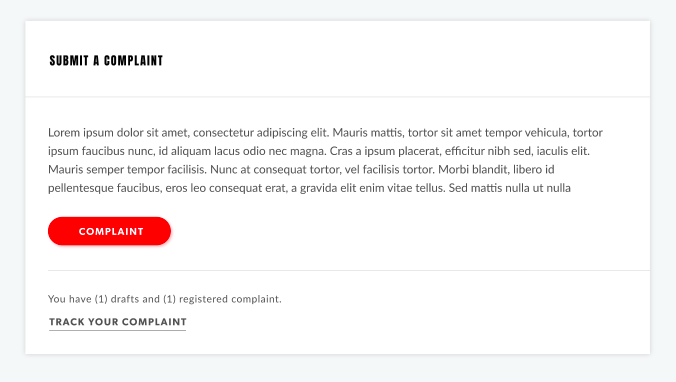 SUBMIT A COMPLAINT
Lorem ipsum dolor sit amet, consectetur adipiscing elit. Mauris mattis, tortor sit amet tempor vehicula, tortor
ipsum faucibus nunc, id aliquam lacus odio nec magna. Cras a ipsum placerat, efficitur nibh sed, iaculis elit.
Mauris semper tempor facilisis. Nunc at consequat tortor, vel facilisis tortor. Morbi blandit, libero id
pellentesque faucibus, eros leo consequat erat, a gravida elit enim vitae tellus. Sed mattis nulla ut nulla
COMPLAINT
You have (1) drafts and (1) registered complaint.
TRACK YOUR COMPLAINT